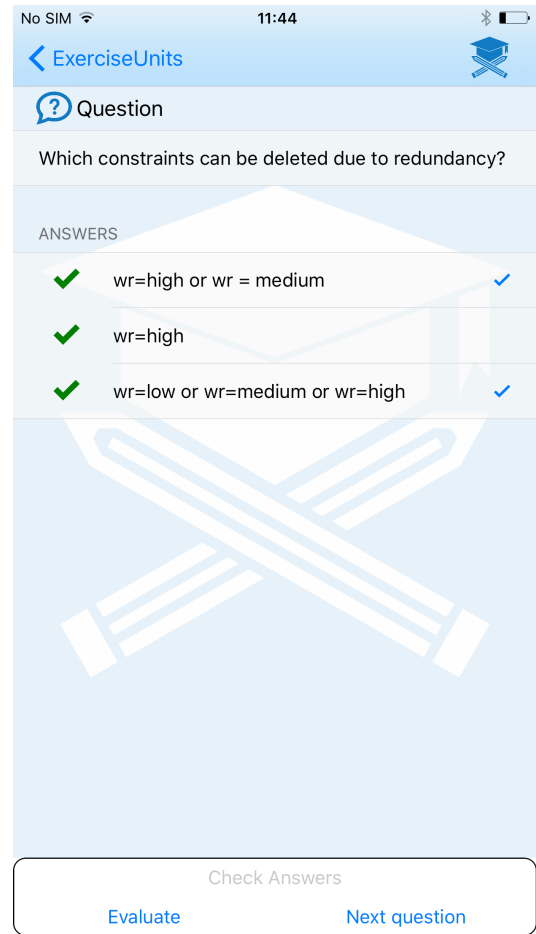 No SIM 11:44
ExerciseUnits
? Question
Which constraints can be deleted due to redundancy?
ANSWERS
wr=high or wr = medium
wr=high
wr=low or wr=medium or wr=high
Check Answers
Evaluate Next question